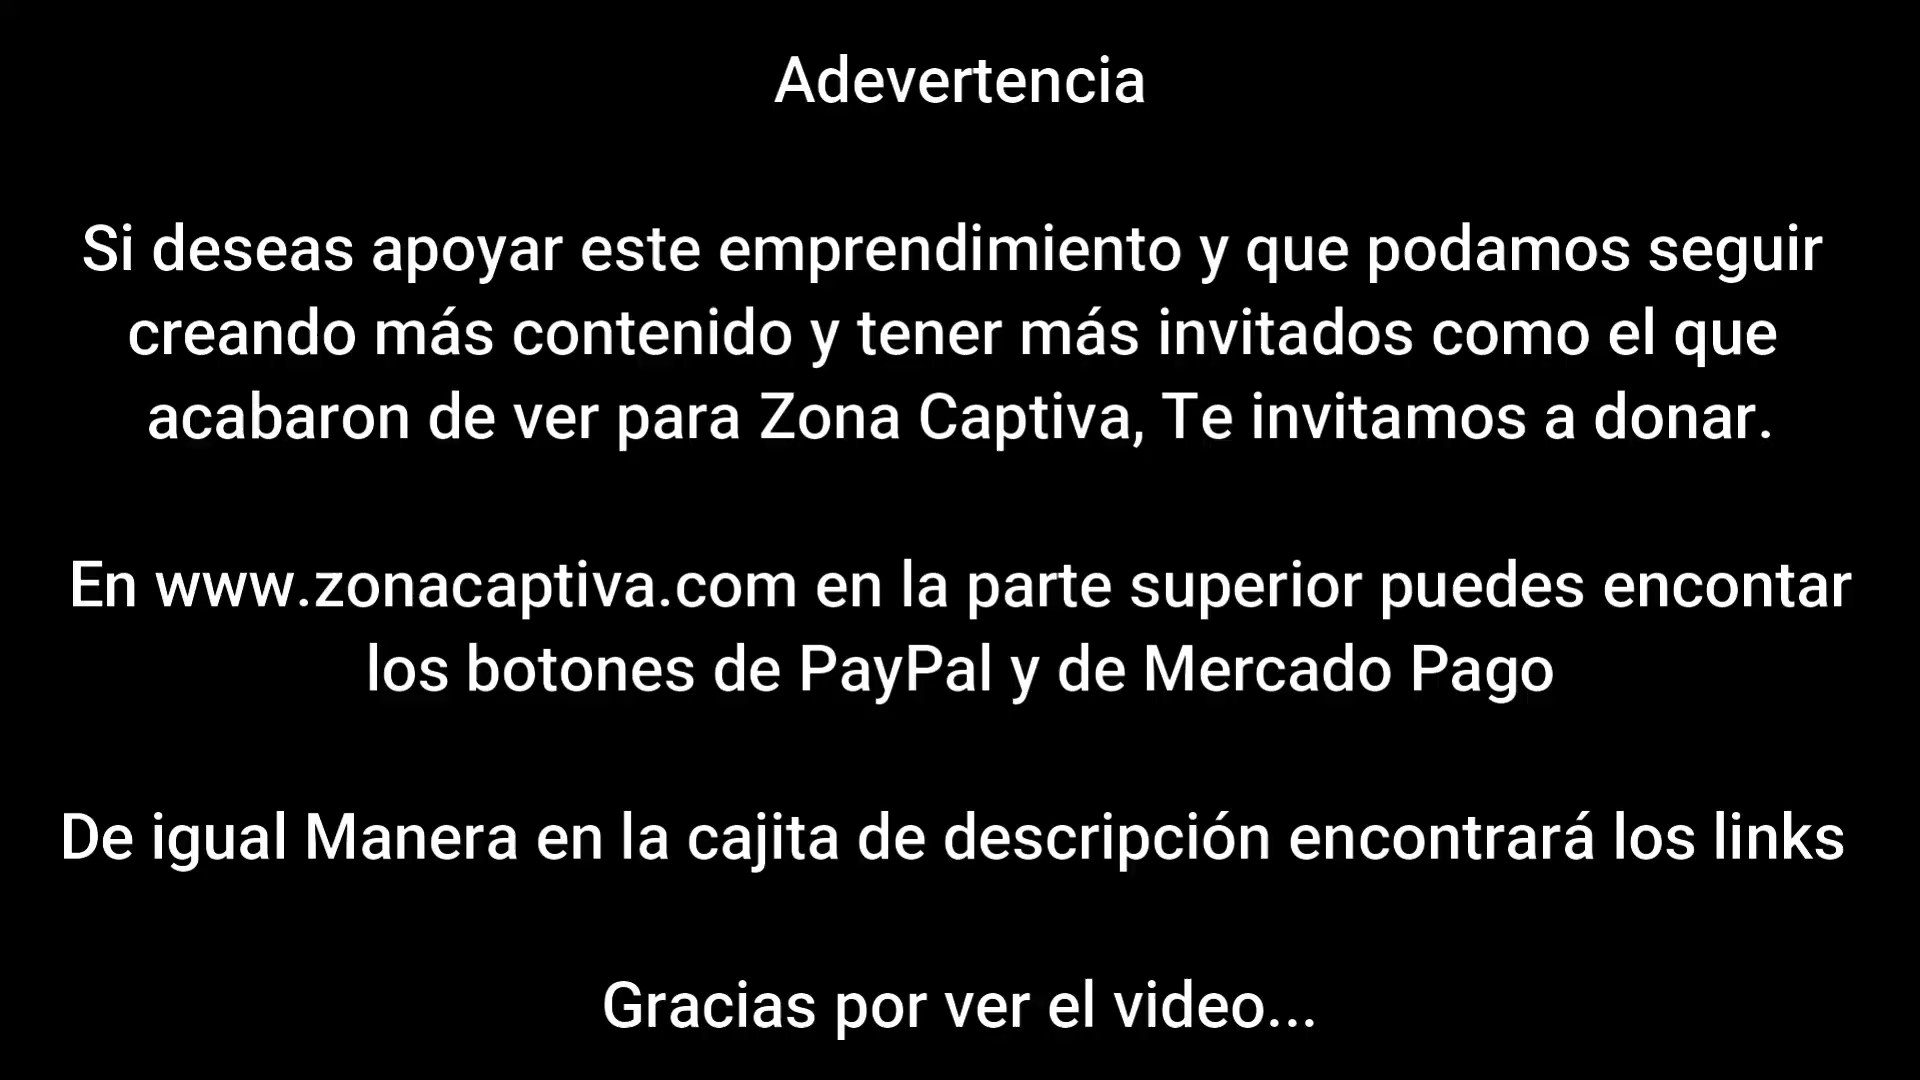 Adevertencia
Si deseas apoyar este emprendimiento y que podamos seguir
creando más contenido y tener más invitados como el que
acabaron de ver para Zona Captiva, Te invitamos a donar.
En www.zonacaptiva.com en la parte superior puedes encontar
los botones de PayPal y de Mercado Pago
De igual Manera en la cajita de descripción encontrará los links
Gracias por ver el video...